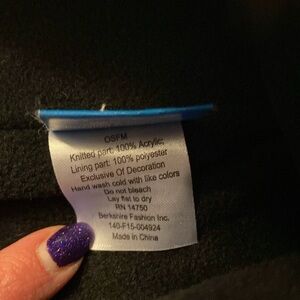 OSFM
Knitted part: 100% Acrylic;
Lining part: 100% polyester
Exclusive Of Decoration
Hand wash cold with like colors
Do not bleach
Lay flat to dry
RN 14750
Berkshire Fashion Inc.
140-F15-004924
Made in China